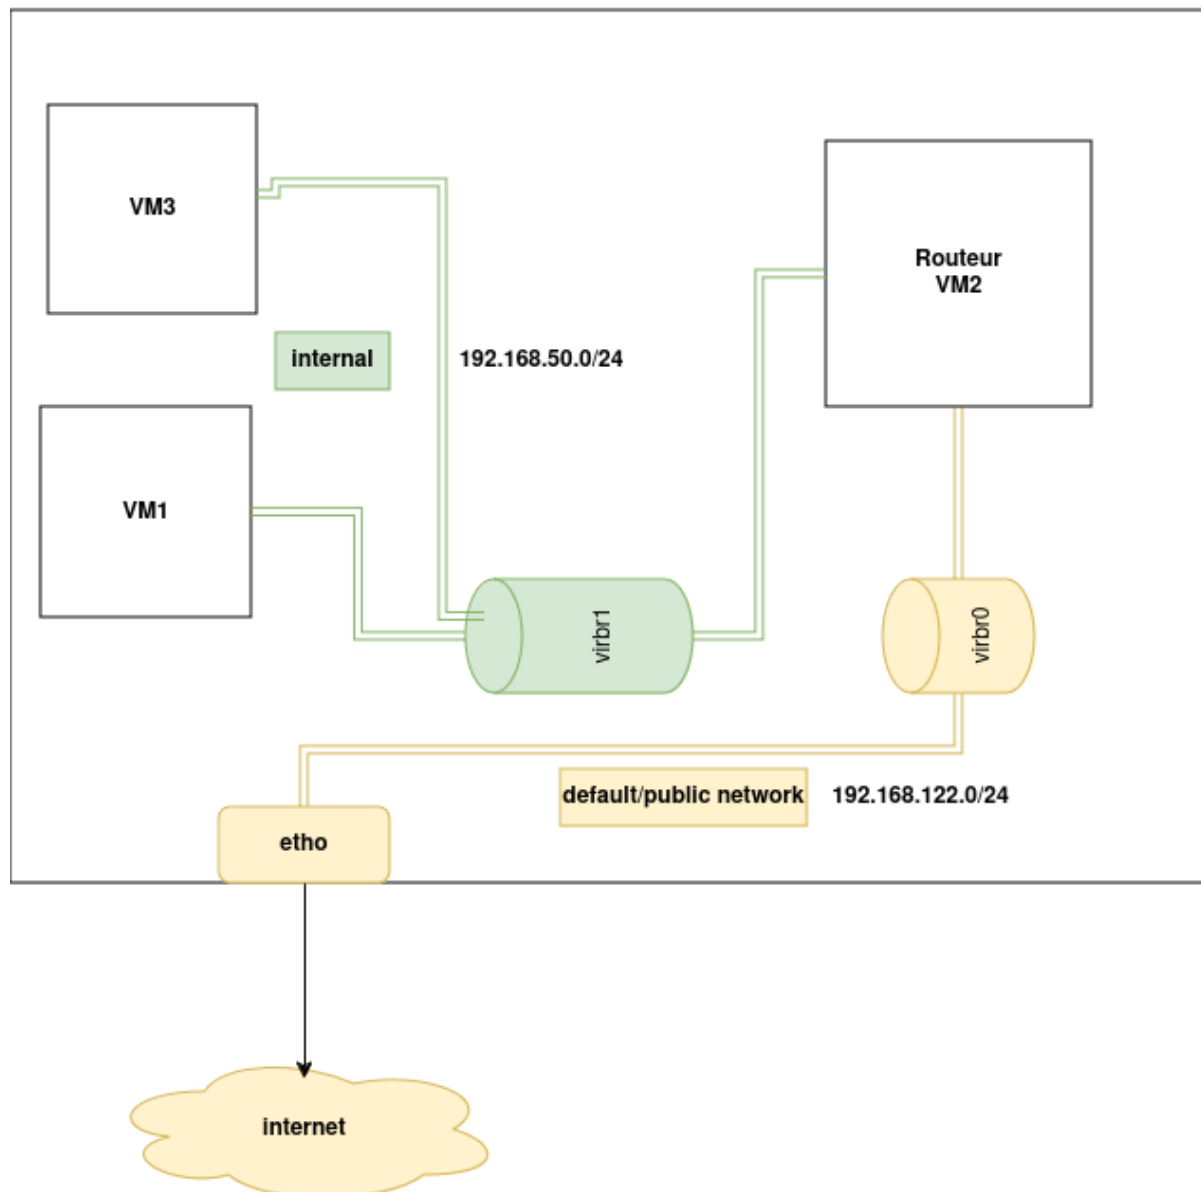 VM3
Routeur
VM2
internal
192.168.50.0/24
VM1
virbr1
virbr0
default/public network
192.168.122.0/24
etho
internet